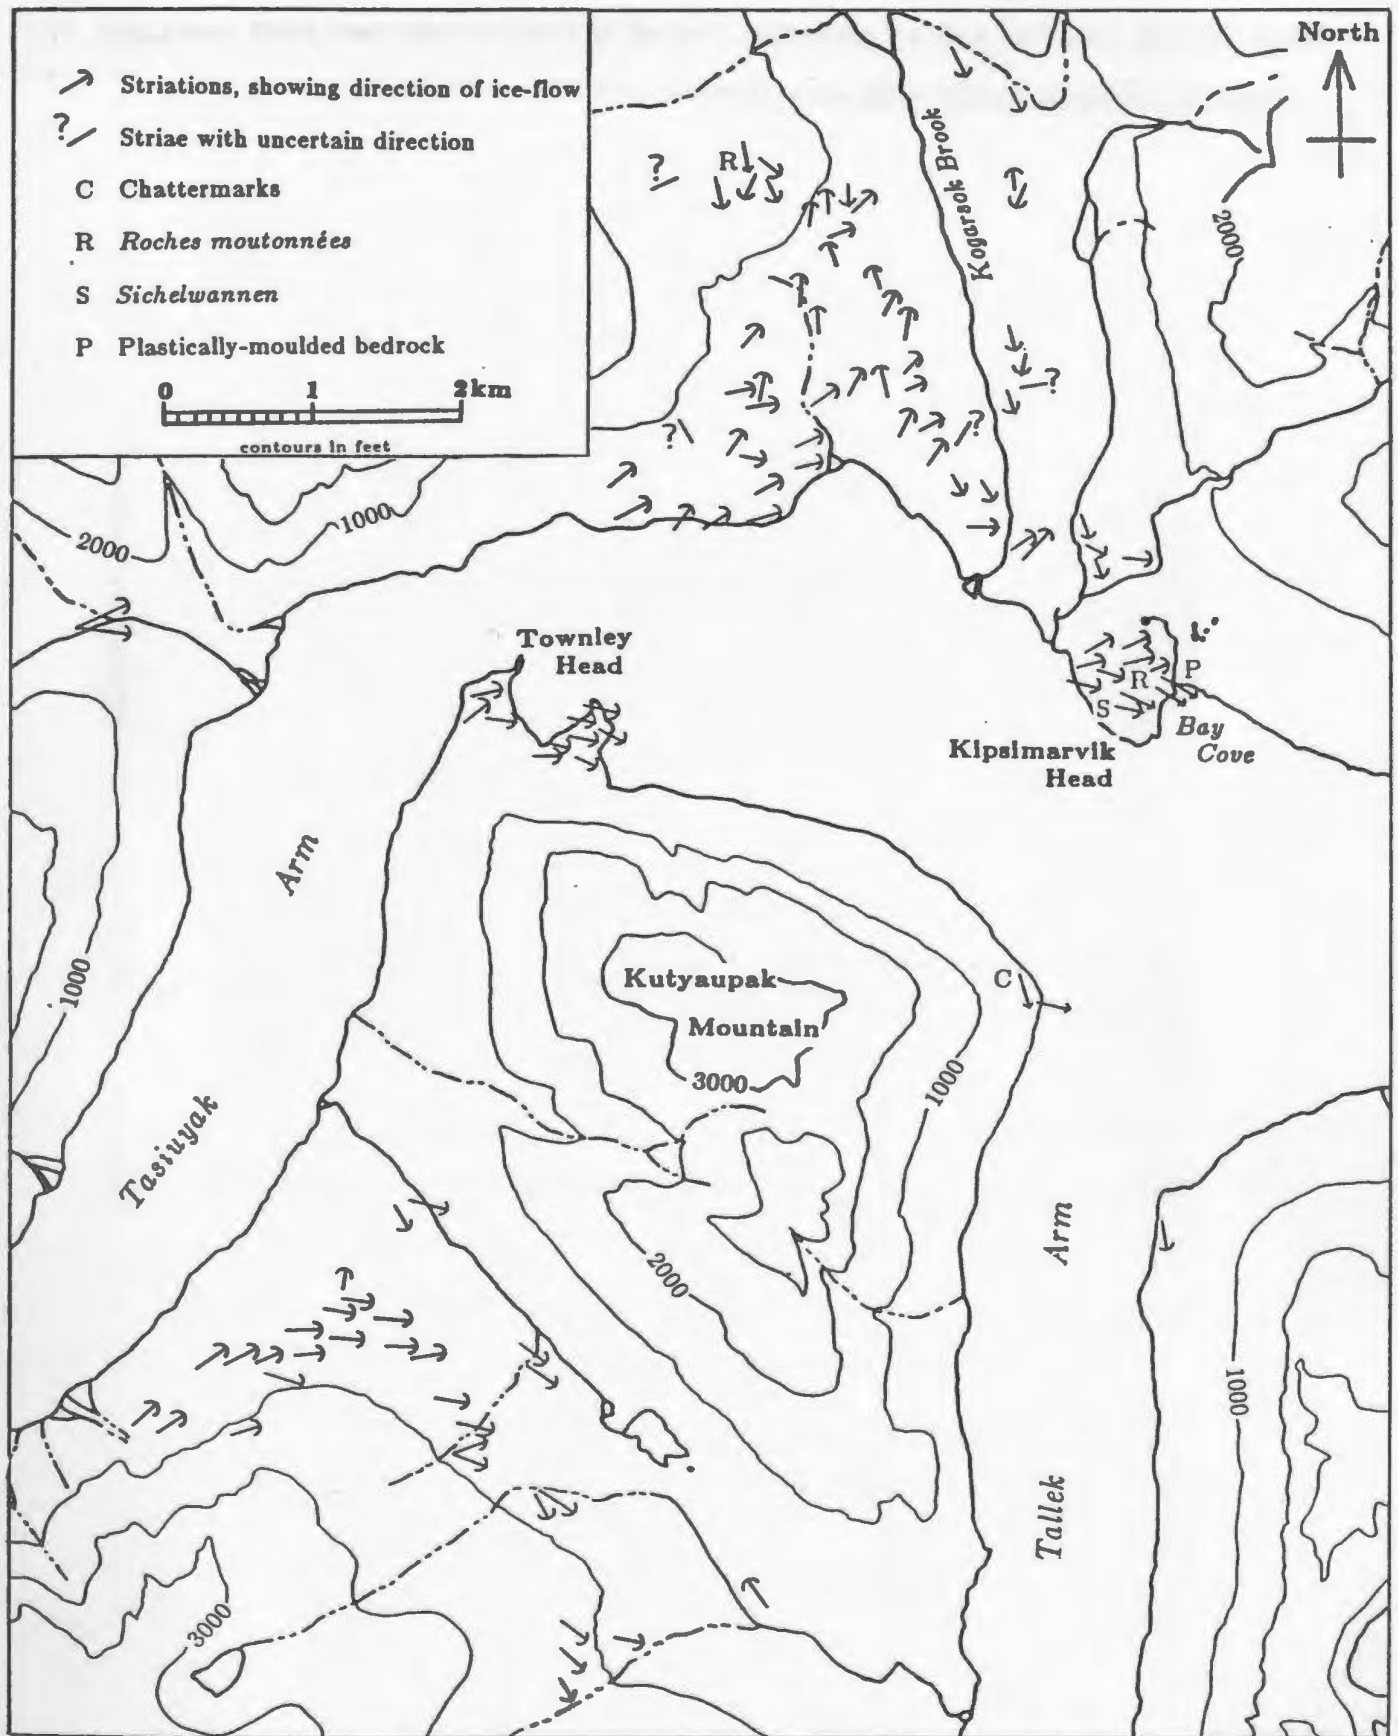 North
Striations, showing direction of ice-flow
? Striae with uncertain direction
C Chattermarks
R Roches moutonnées
S Sichelwannen
P Plastically-moulded bedrock
0 1 2km
contours in feet
?
R
Kogarsok Brook
2000
?
?
?
1000
2000
Townley
Head
R
P
S
Bay
Cove
Kipsimarvik
Head
Arm
1000
Kutyaupak
Mountain
3000
C
1000
Tasiuyak
Arm
2000
1000
Tallek
3000